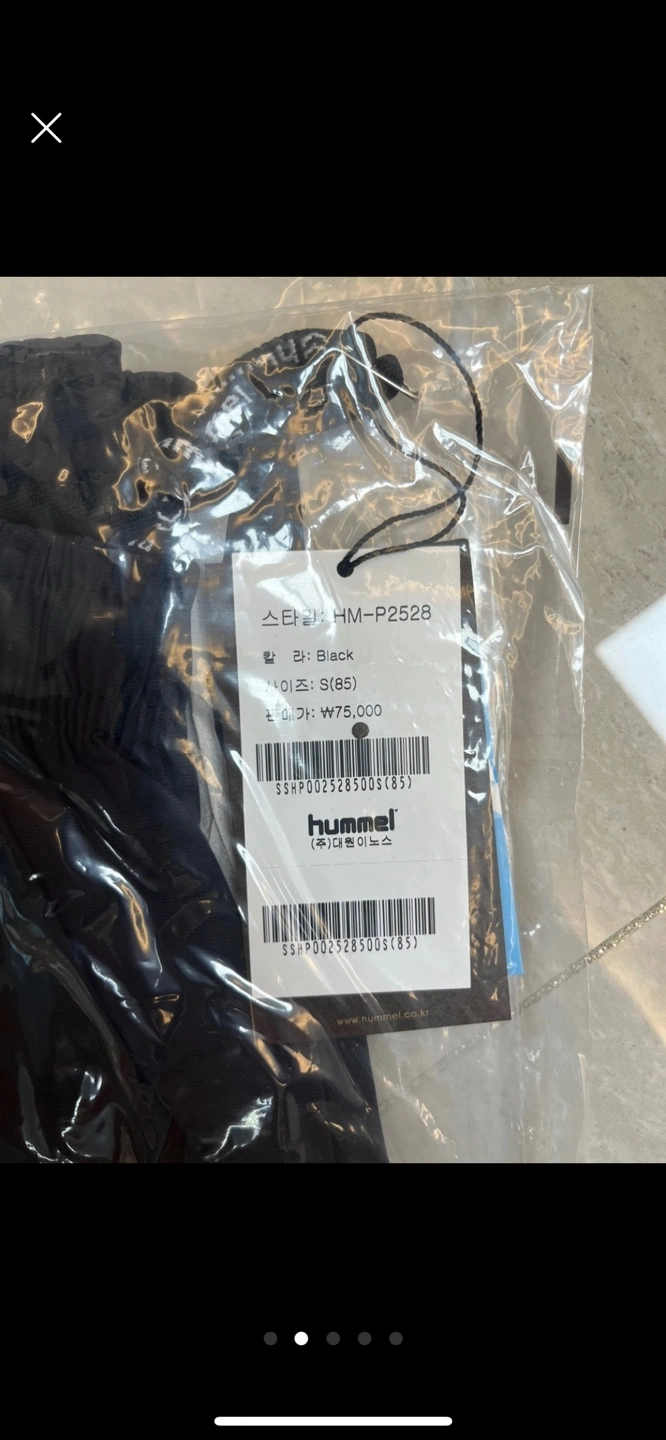 스타일: HM-P2528
칼 라: Black
사이즈: S(85)
판매가: ₩75,000
SSHP002528500S(85)
hummel
(주)대원이노스
SSHP002528500S(85)
www.hummel.co.kr